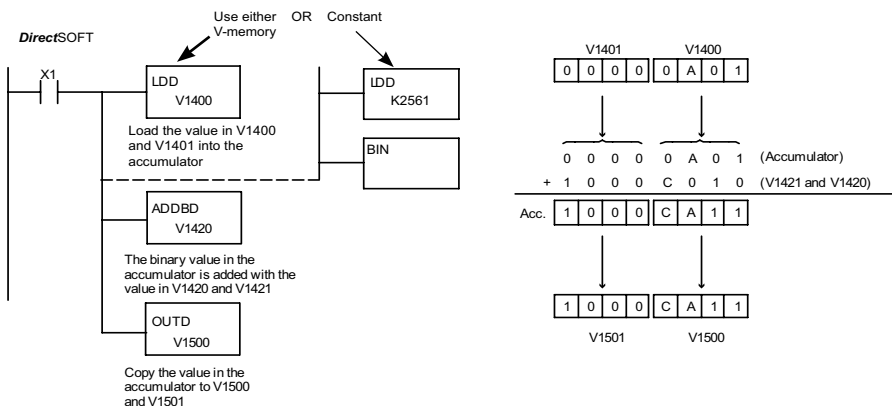 Use either OR Constant
V-memory
DirectSOFT
X1
LDD
V1400
Load the value in V1400
and V1401 into the
accumulator
LDD
K2561
BIN
ADDBD
V1420
The binary value in the
accumulator is added with the
value in V1420 and V1421
OUTD
V1500
Copy the value in the
accumulator to V1500
and V1501
V1401 V1400
0 0 0 0 0 A 0 1
0 0 0 0 0 A 0 1 (Accumulator)
+ 1 0 0 0 C 0 1 0 (V1421 and V1420)
Acc. 1 0 0 0 C A 1 1
1 0 0 0 C A 1 1
V1501 V1500